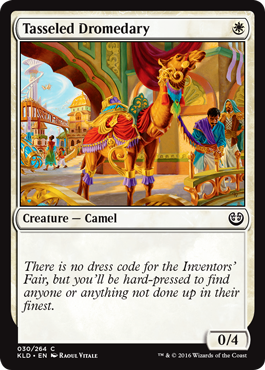 Tasseled Dromedary
Creature — Camel
There is no dress code for the Inventors'
Fair, but you'll be hard-pressed to find
anyone or anything not done up in their
finest.
0/4
030/264 C
KLD • EN Raoul Vitale
™ & © 2016 Wizards of the Coast